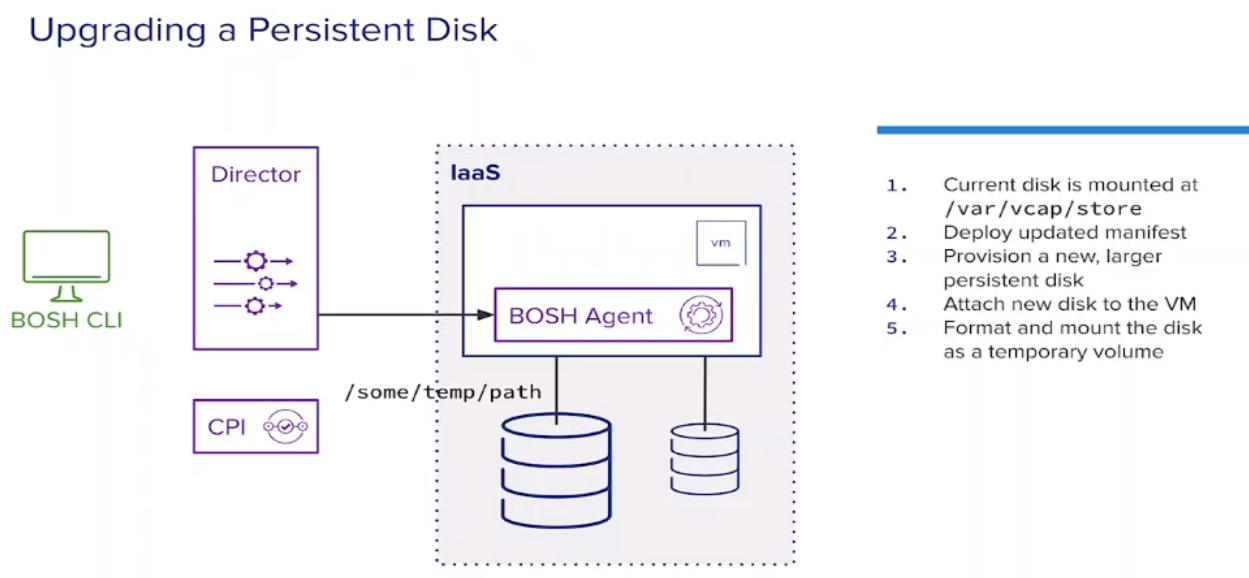 Upgrading a Persistent Disk
Director
IaaS
vm
BOSH CLI
BOSH Agent
/some/temp/path
CPI
1. Current disk is mounted at
/var/vcap/store
2. Deploy updated manifest
3. Provision a new, larger
persistent disk
4. Attach new disk to the VM
5. Format and mount the disk
as a temporary volume